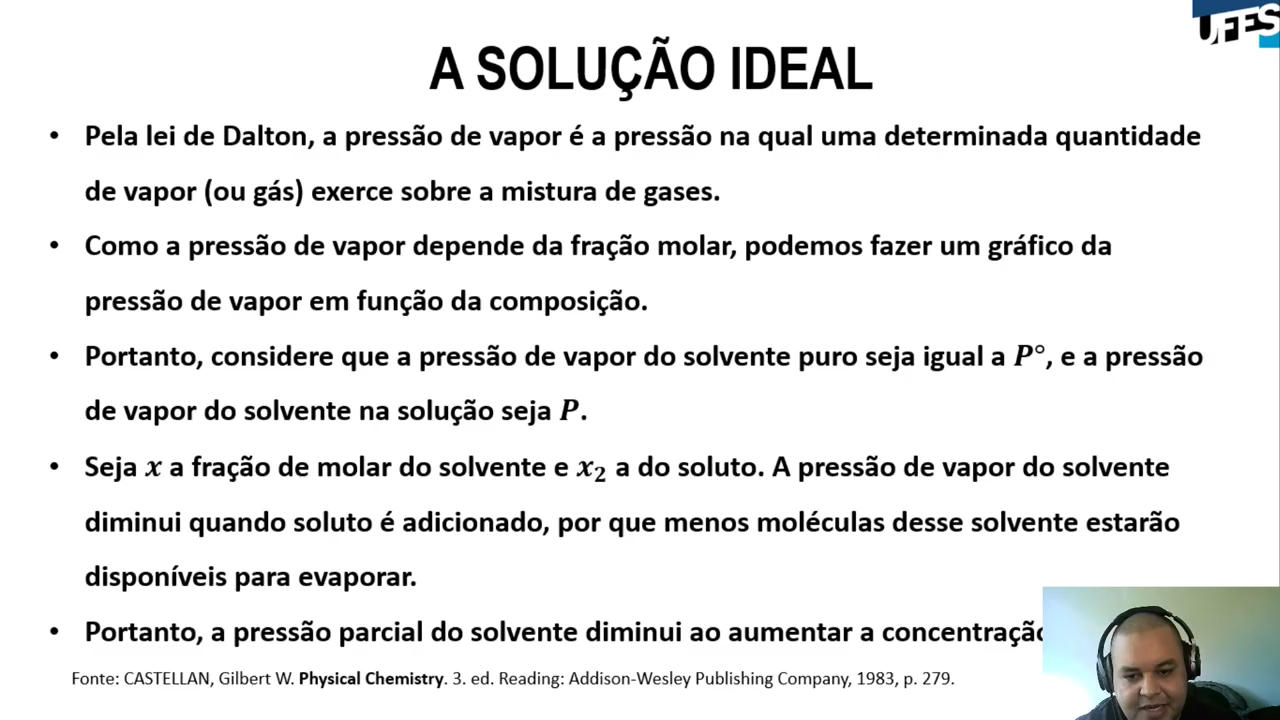 UFES
A SOLUÇÃO IDEAL
• Pela lei de Dalton, a pressão de vapor é a pressão na qual uma determinada quantidade
de vapor (ou gás) exerce sobre a mistura de gases.
• Como a pressão de vapor depende da fração molar, podemos fazer um gráfico da
pressão de vapor em função da composição.
• Portanto, considere que a pressão de vapor do solvente puro seja igual a P°, e a pressão
de vapor do solvente na solução seja P.
• Seja x a fração de molar do solvente e x₂ a do soluto. A pressão de vapor do solvente
diminui quando soluto é adicionado, por que menos moléculas desse solvente estarão
disponíveis para evaporar.
• Portanto, a pressão parcial do solvente diminui ao aumentar a
Fonte: CASTELLAN, Gilbert W. Physical Chemistry. 3. ed. Reading: Addison-Wesley Publishing Company, 1983, p. 279.